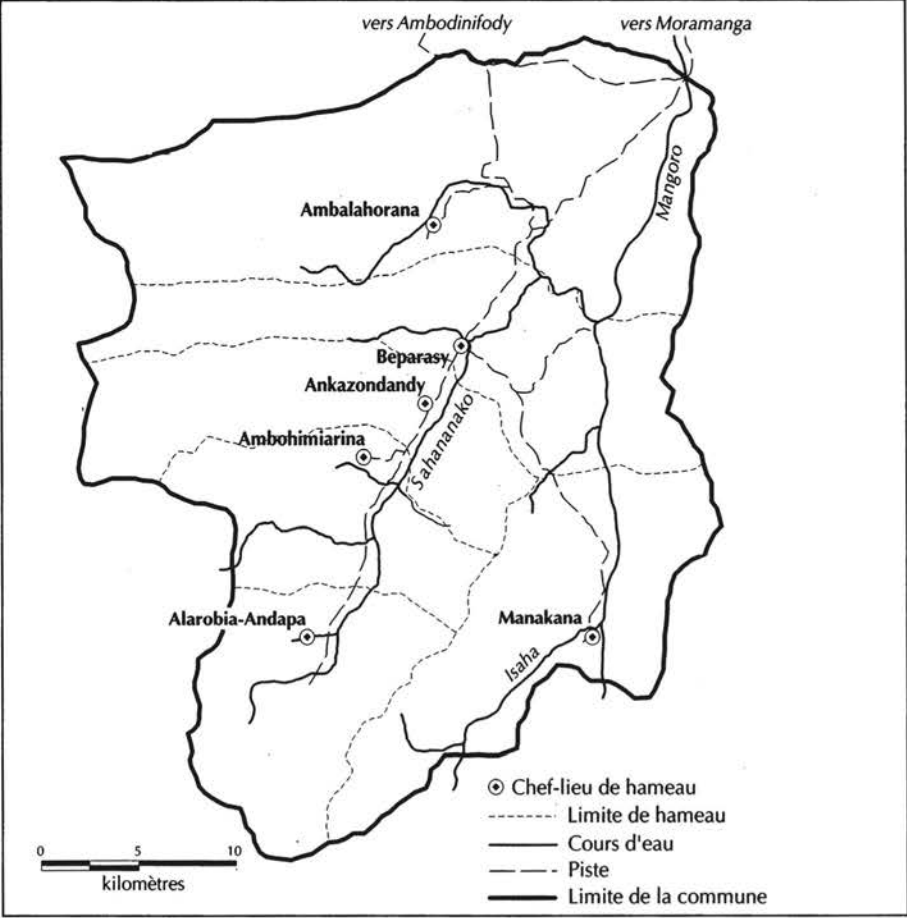 vers Ambodinifody
vers Moramanga
Mangoro
Ambalahorana
Beparasy
Ankazondandy
Sahananako
Ambohimiarina
Alarobia-Andapa
Manakana
Isaha
Chef-lieu de hameau
Limite de hameau
Cours d'eau
Piste
Limite de la commune
0 5 10
kilomètres